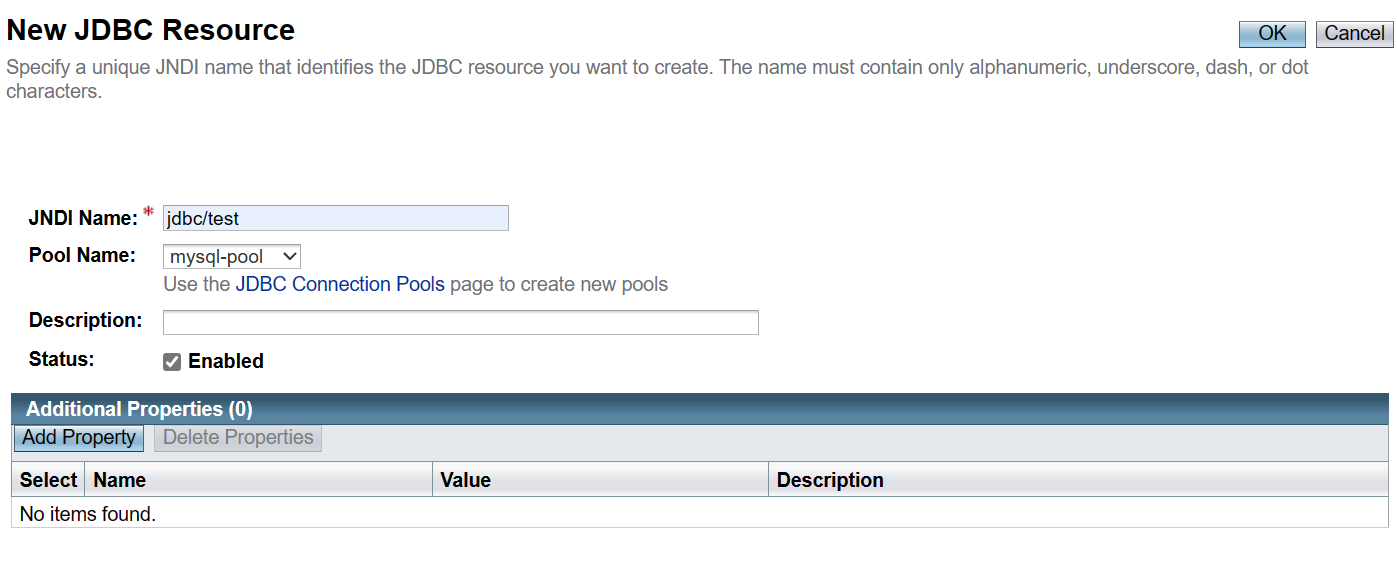 New JDBC Resource
OK Cancel
Specify a unique JNDI name that identifies the JDBC resource you want to create. The name must contain only alphanumeric, underscore, dash, or dot
characters.
JNDI Name: * jdbc/test
Pool Name: mysql-pool
Use the JDBC Connection Pools page to create new pools
Description:
Status: Enabled
Additional Properties (0)
Add Property Delete Properties
Select Name Value Description
No items found.